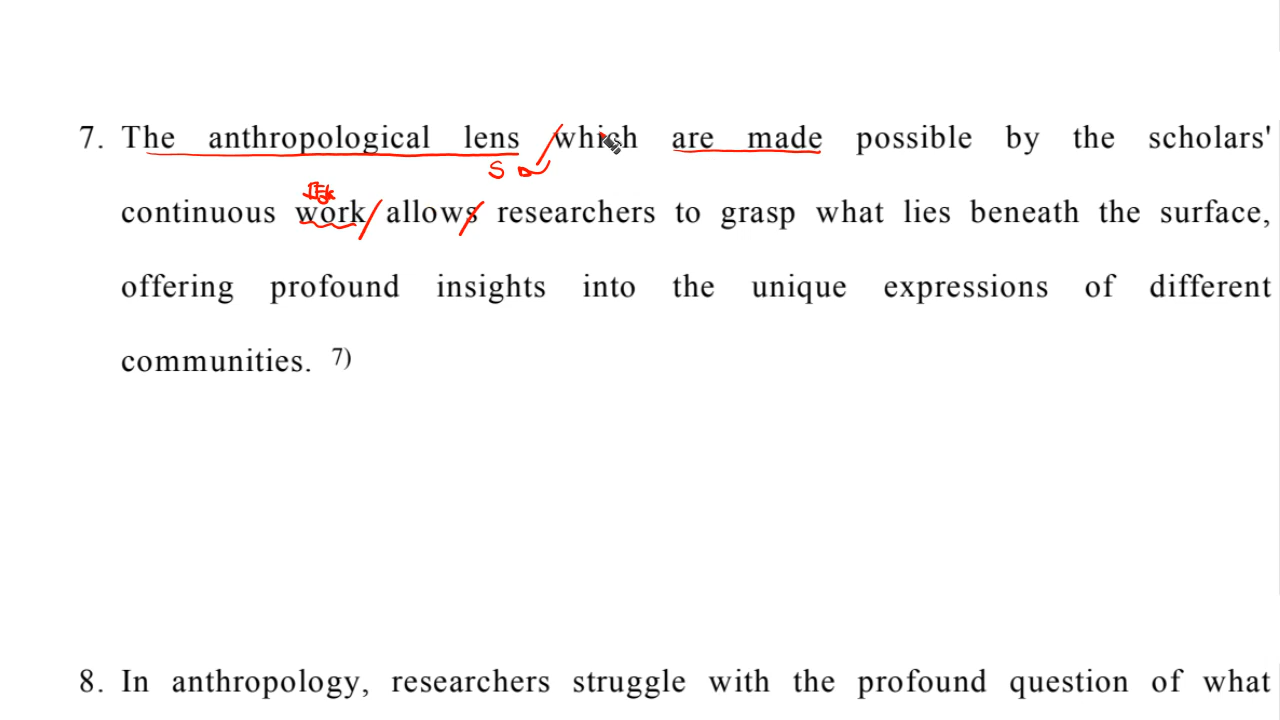 7. The anthropological lens which are made possible by the scholars'
S
continuous work allows researchers to grasp what lies beneath the surface,
offering profound insights into the unique expressions of different
communities. 7)
8. In anthropology, researchers struggle with the profound question of what